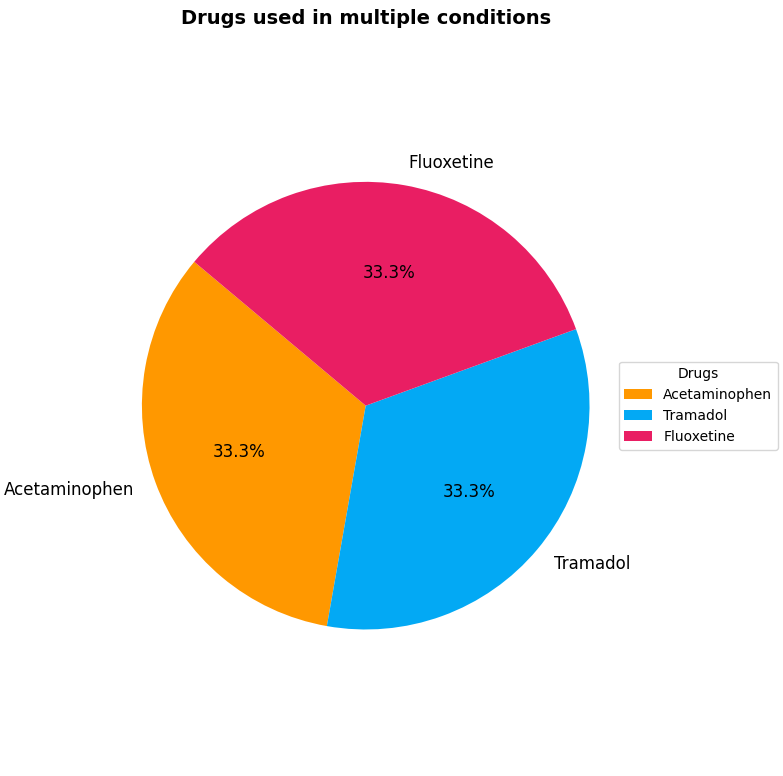 Drugs used in multiple conditions
Fluoxetine
33.3%
33.3%
Acetaminophen
33.3%
Tramadol
Drugs
Acetaminophen
Tramadol
Fluoxetine